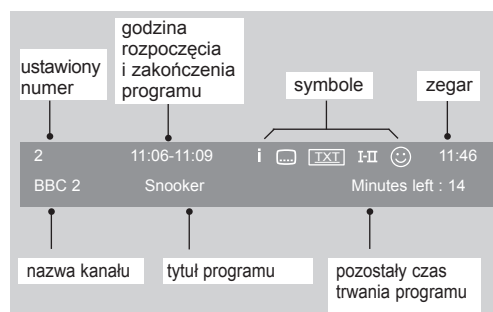 godzina
rozpoczęcia
i zakończenia
programu
ustawiony
numer
symbole
zegar
2 11:06-11:09 i .... TXT I-II 11:46
BBC 2 Snooker Minutes left : 14
nazwa kanału
tytuł programu
pozostały czas
trwania programu